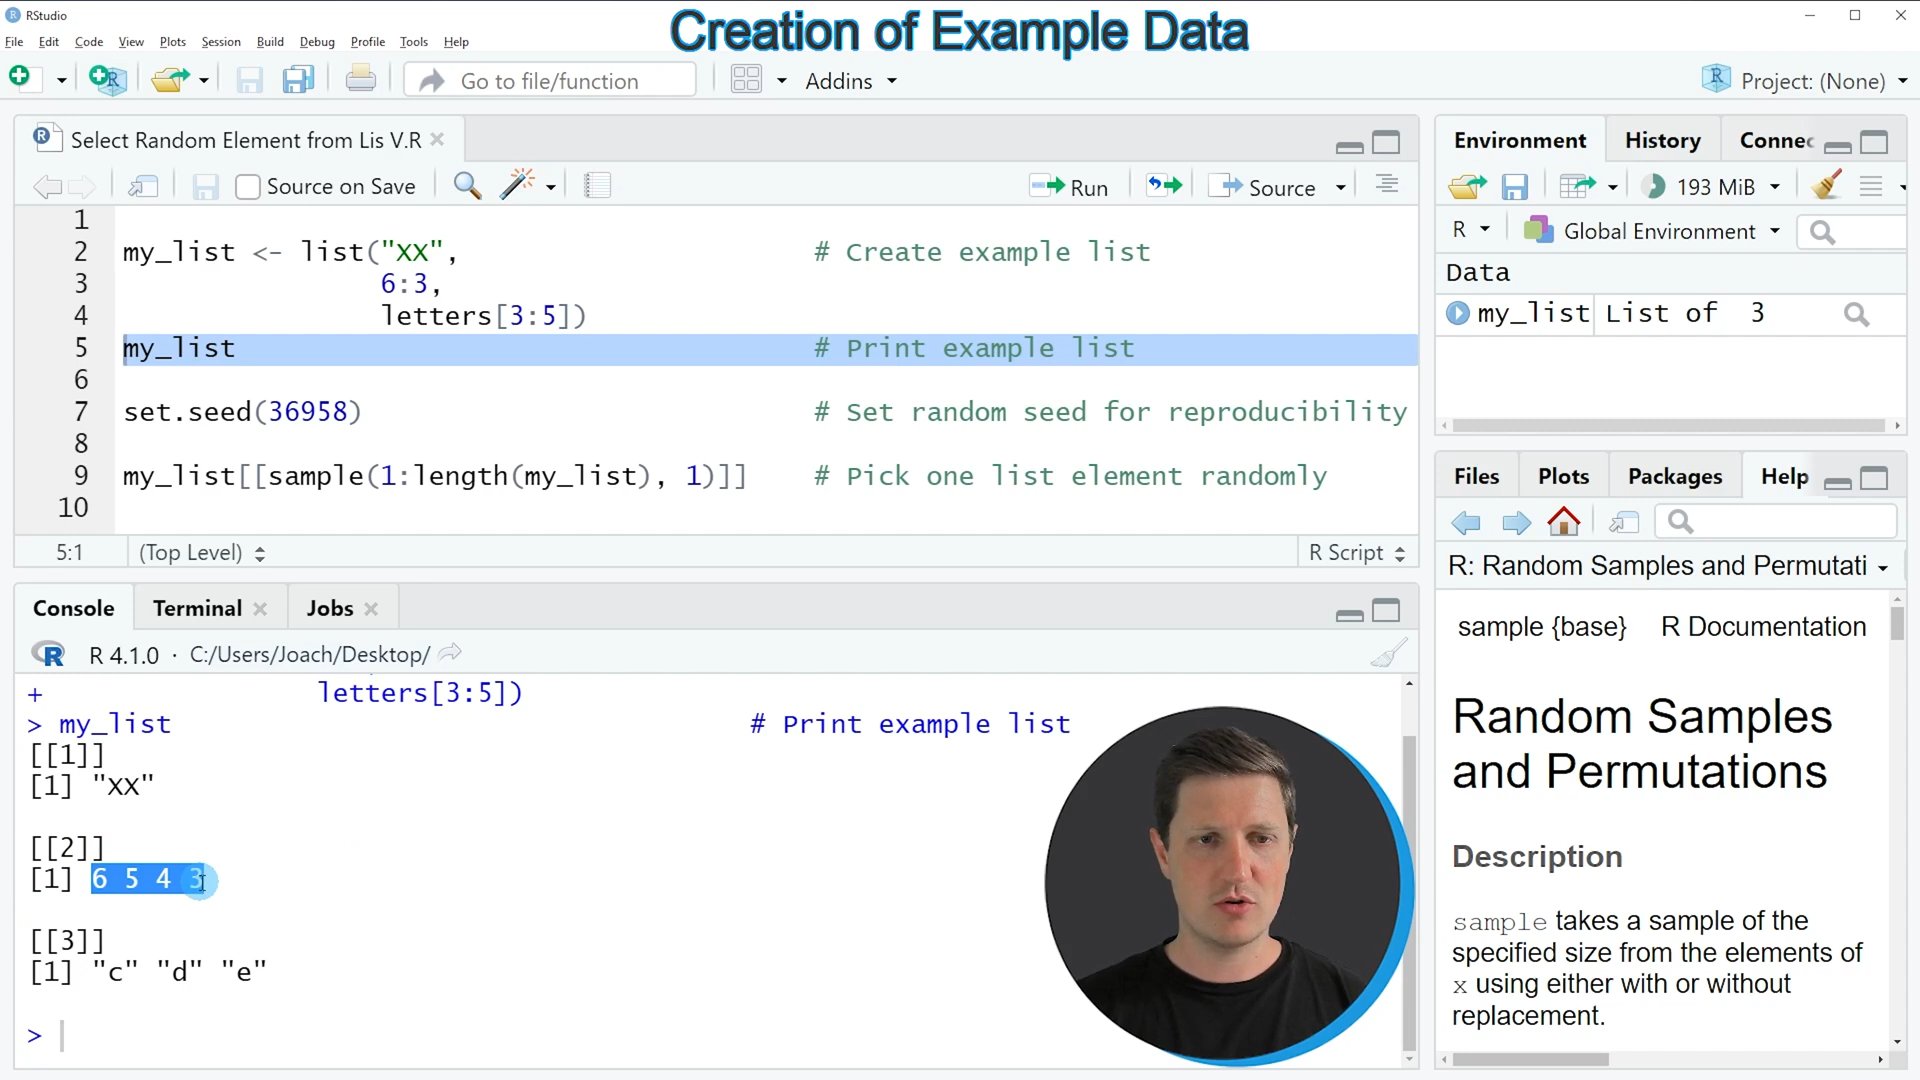 RStudio
Creation of Example Data
File Edit Code View Plots Session Build Debug Profile Tools Help
Go to file/function
Addins
Project: (None)
Select Random Element from Lis V.R
Source on Save
Run
Source
1
2 my_list <- list("XX", # Create example list
3 6:3,
4 letters[3:5])
5 my_list # Print example list
6
7 set.seed(36958) # Set random seed for reproducibility
8
9 my_list[[sample(1:length(my_list), 1)]] # Pick one list element randomly
10
5:1 (Top Level) R Script
Console Terminal Jobs
R 4.1.0 · C:/Users/Joach/Desktop/
+ letters[3:5])
> my_list # Print example list
[[1]]
[1] "XX"
[[2]]
[1] 6 5 4 3
[[3]]
[1] "c" "d" "e"
>
Environment History Connec
193 MiB
R Global Environment
Data
my_list List of 3
Files Plots Packages Help
R: Random Samples and Permutati
sample {base} R Documentation
Random Samples
and Permutations
Description
sample takes a sample of the
specified size from the elements of
x using either with or without
replacement.